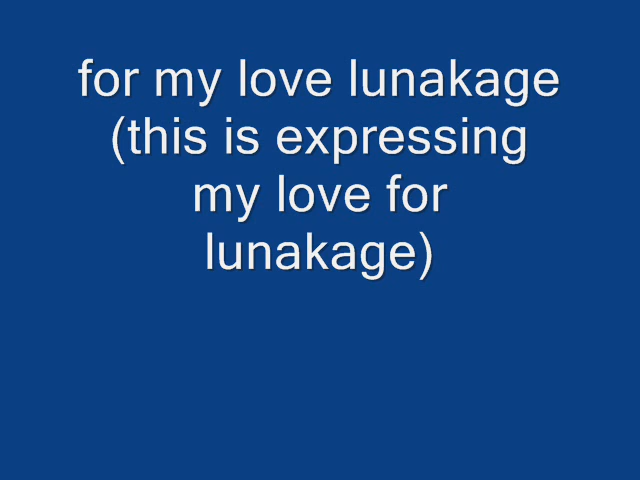 for my love lunakage
(this is expressing
my love for
lunakage)